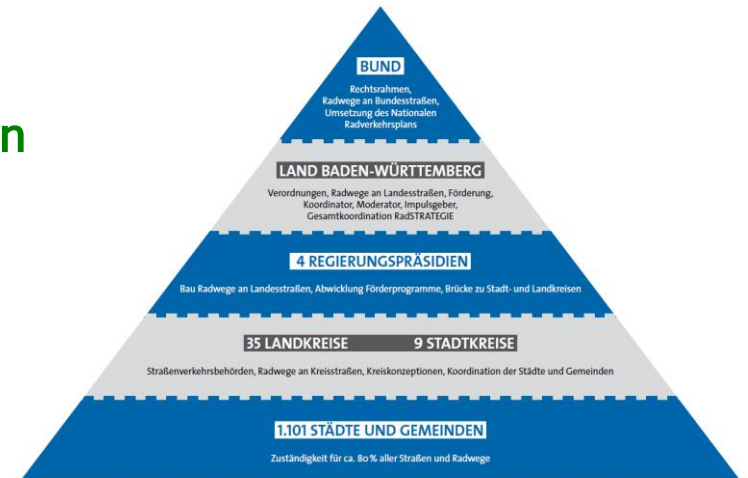 n
BUND
Rechtsrahmen,
Radwege an Bundesstraßen,
Umsetzung des Nationalen
Radverkehrsplans
LAND BADEN-WÜRTTEMBERG
Verordnungen, Radwege an Landesstraßen, Förderung,
Koordinator, Moderator, Impulsgeber,
Gesamtkoordination RadSTRATEGIE
4 REGIERUNGSPRÄSIDIEN
Bau Radwege an Landesstraßen, Abwicklung Förderprogramme, Brücke zu Stadt- und Landkreisen
35 LANDKREISE 9 STADTKREISE
Straßenverkehrsbehörden, Radwege an Kreisstraßen, Kreiskonzeptionen, Koordination der Städte und Gemeinden
1.101 STÄDTE UND GEMEINDEN
Zuständigkeit für ca. 80 % aller Straßen und Radwege